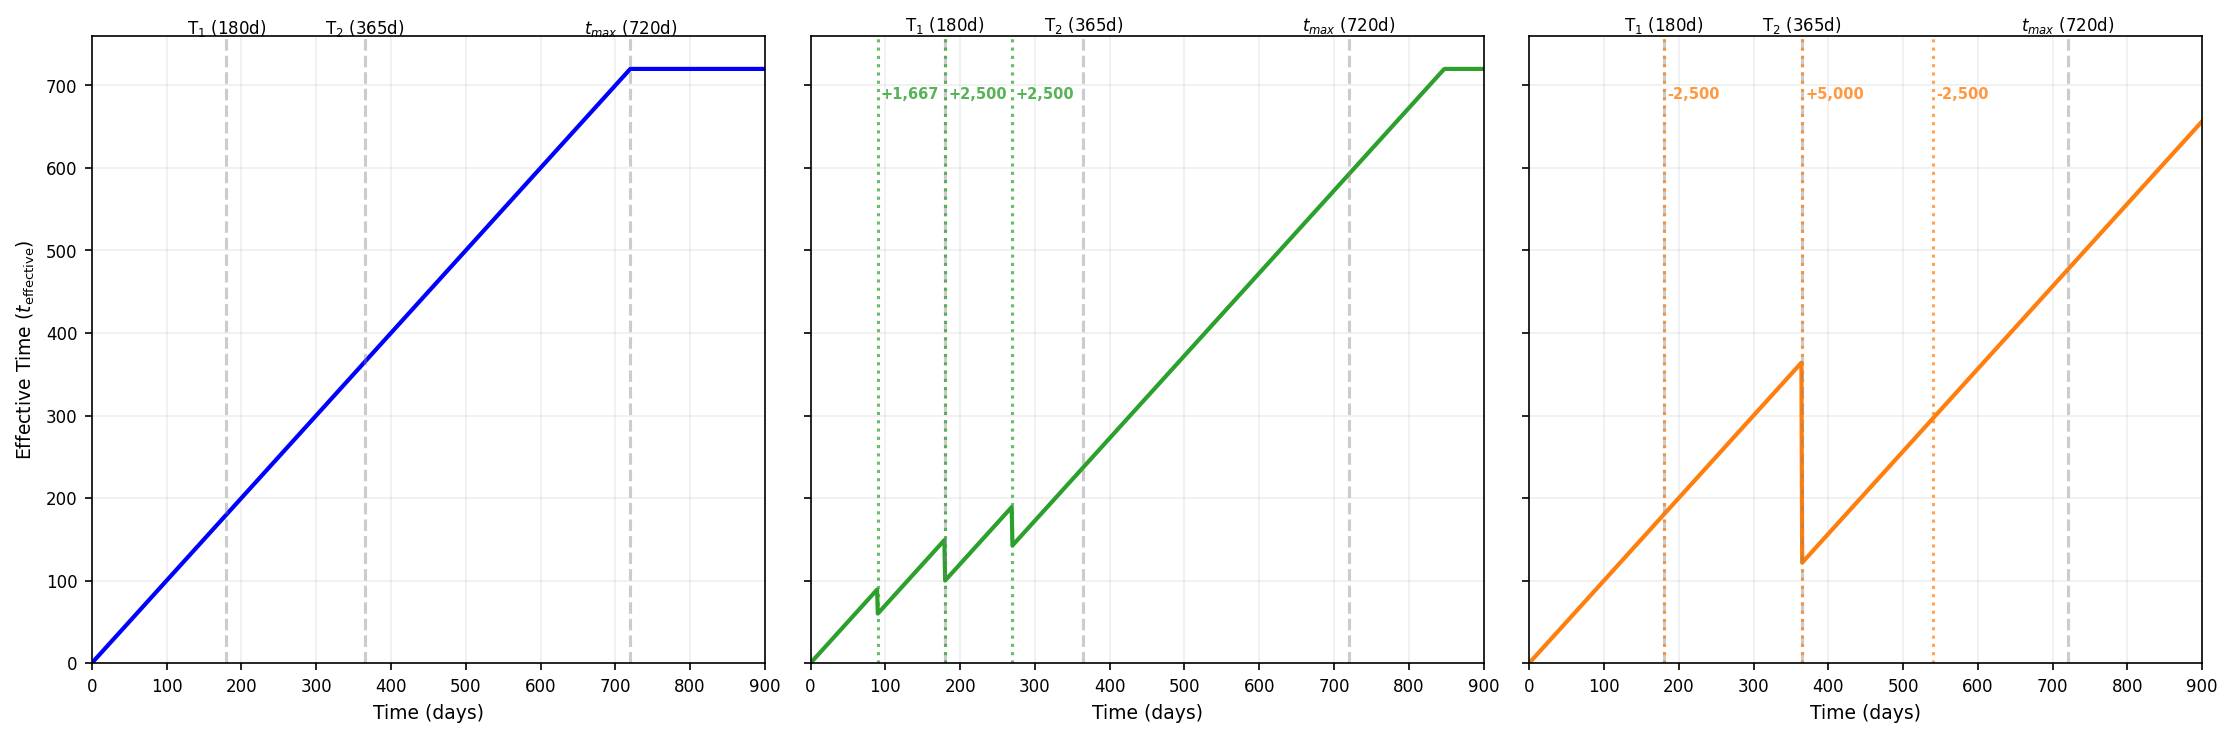 T₁ (180d) T₂ (365d) tmax (720d)
T₁ (180d) T₂ (365d) tmax (720d)
T₁ (180d) T₂ (365d) tmax (720d)
+1,667 +2,500 +2,500
-2,500 +5,000 -2,500
Effective Time (teffective)
700
600
500
400
300
200
100
0
0 100 200 300 400 500 600 700 800 900
0 100 200 300 400 500 600 700 800 900
0 100 200 300 400 500 600 700 800 900
Time (days)
Time (days)
Time (days)